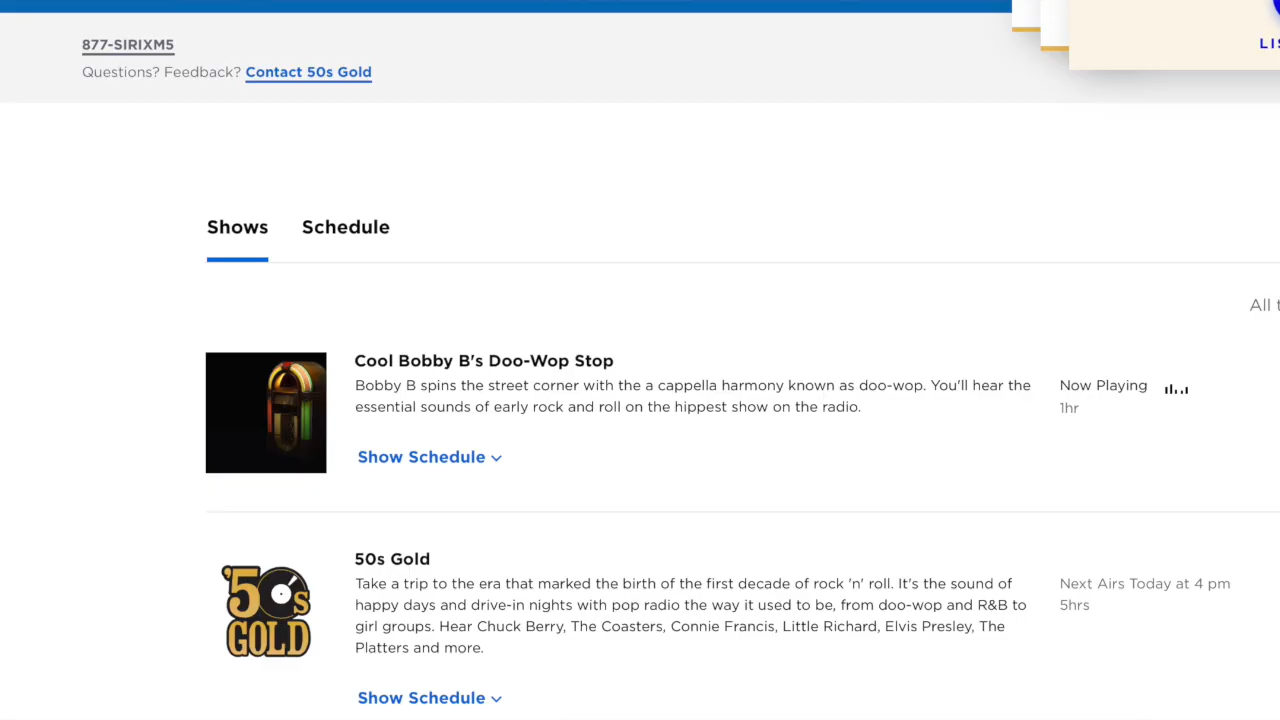 877-SIRIXM5
Questions? Feedback? Contact 50s Gold
Shows Schedule
All
Cool Bobby B's Doo-Wop Stop
Bobby B spins the street corner with the a cappella harmony known as doo-wop. You'll hear the
essential sounds of early rock and roll on the hippest show on the radio.
Now Playing
1hr
Show Schedule
'50s
GOLD
50s Gold
Take a trip to the era that marked the birth of the first decade of rock 'n' roll. It's the sound of
happy days and drive-in nights with pop radio the way it used to be, from doo-wop and R&B to
girl groups. Hear Chuck Berry, The Coasters, Connie Francis, Little Richard, Elvis Presley, The
Platters and more.
Next Airs Today at 4 pm
5hrs
Show Schedule